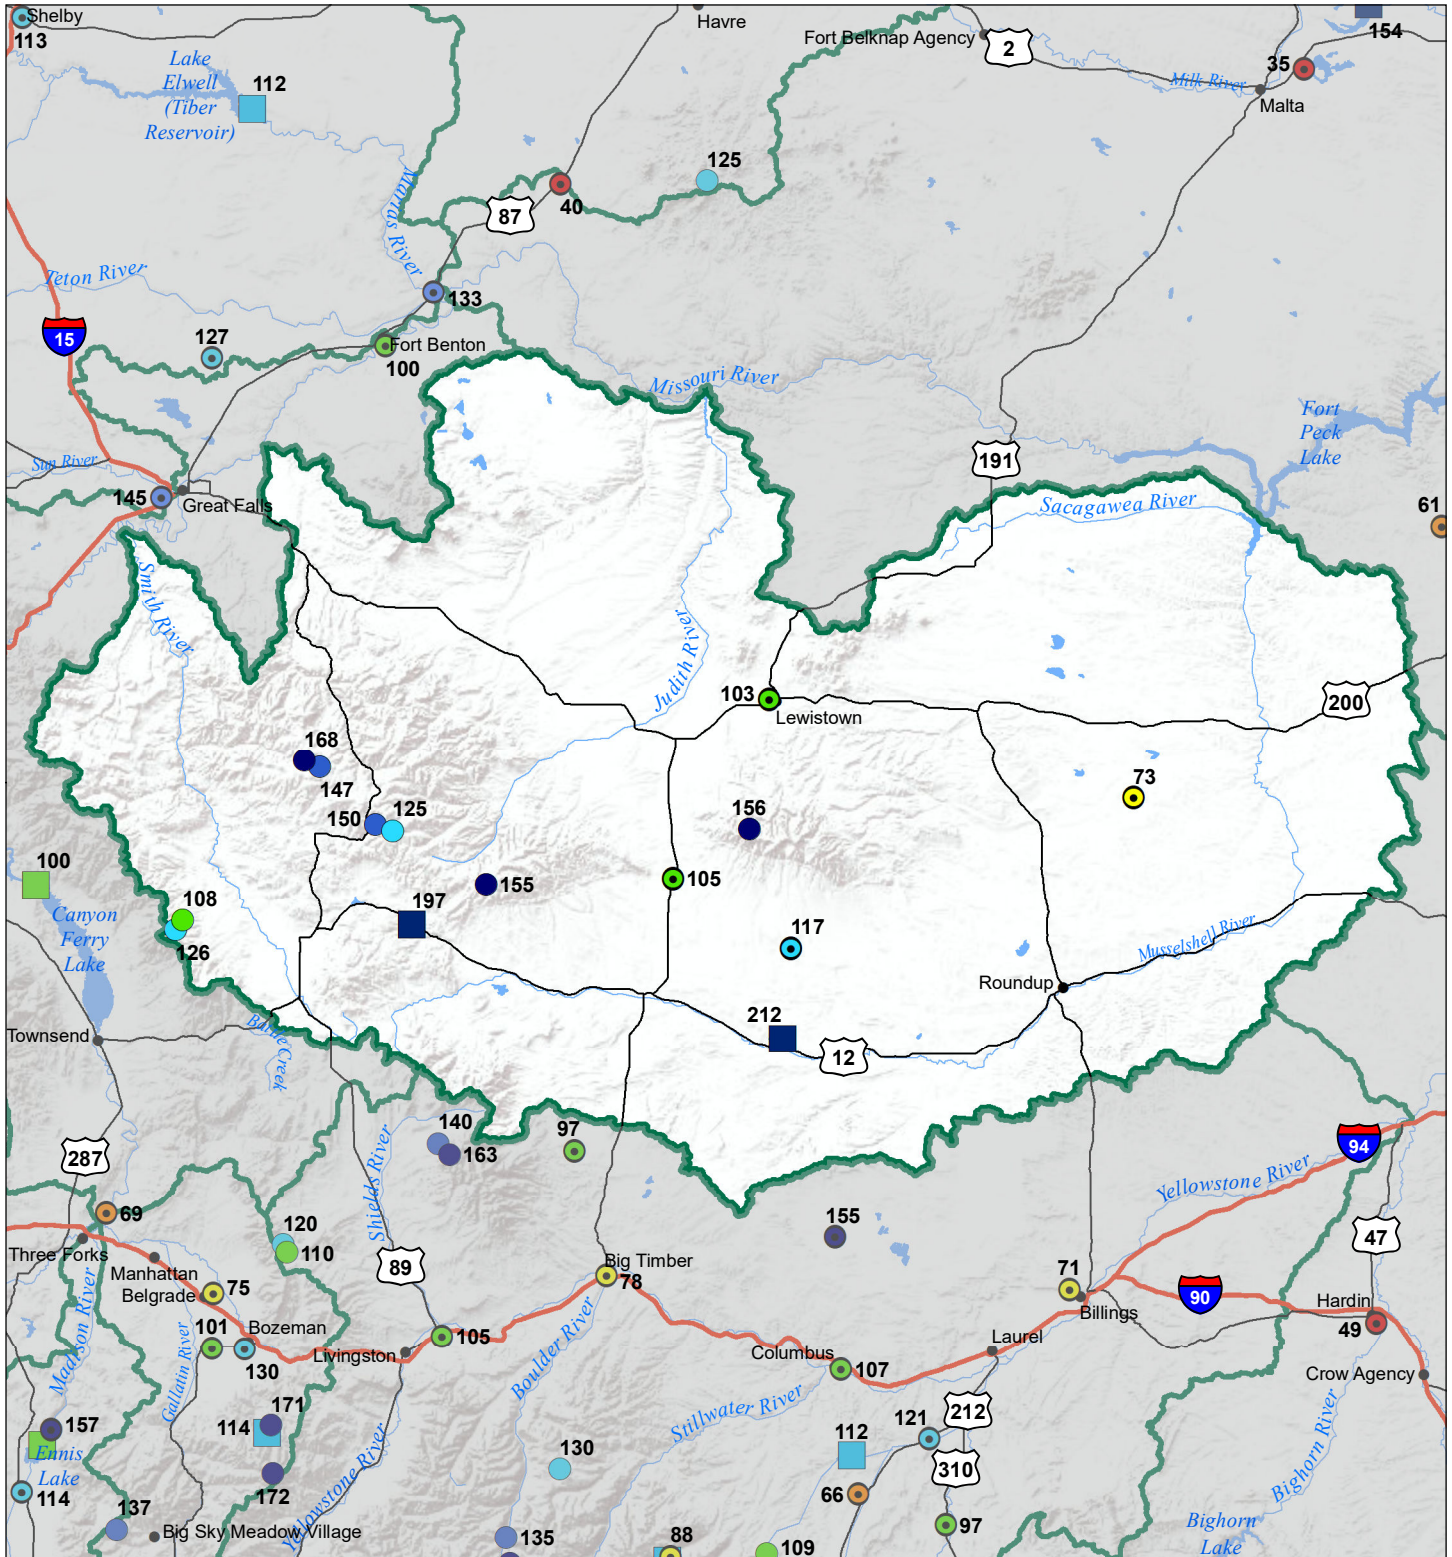 Shelby
113
Havre
Fort Belknap Agency
2
154
35
Malta
Milk River
Lake
Elwell
(Tiber
Reservoir)
112
125
40
87
Marias River
Teton River
133
15
127
Fort Benton
100
Missouri River
Fort
Peck
Lake
191
Sun River
145
Great Falls
Sacagawea River
61
Smith River
Judith River
103
Lewistown
200
168
147
150
125
73
156
100
155
105
108
197
126
Canyon
Ferry
Lake
117
Musselshell River
Roundup
212
12
Townsend
Battle Creek
140
163
97
287
Shields River
94
Yellowstone River
69
120
110
155
47
Three Forks
Manhattan
Belgrade
75
89
Big Timber
78
71
Billings
90
Hardin
49
Madison River
101
Bozeman
130
Gallatin River
Livingston
105
Boulder River
Columbus
107
Laurel
Crow Agency
157
171
114
Ennis
Lake
172
114
137
Big Sky Meadow Village
Yellowstone River
Stillwater River
130
135
112
121
212
310
66
97
88
109
Bighorn River
Bighorn
Lake